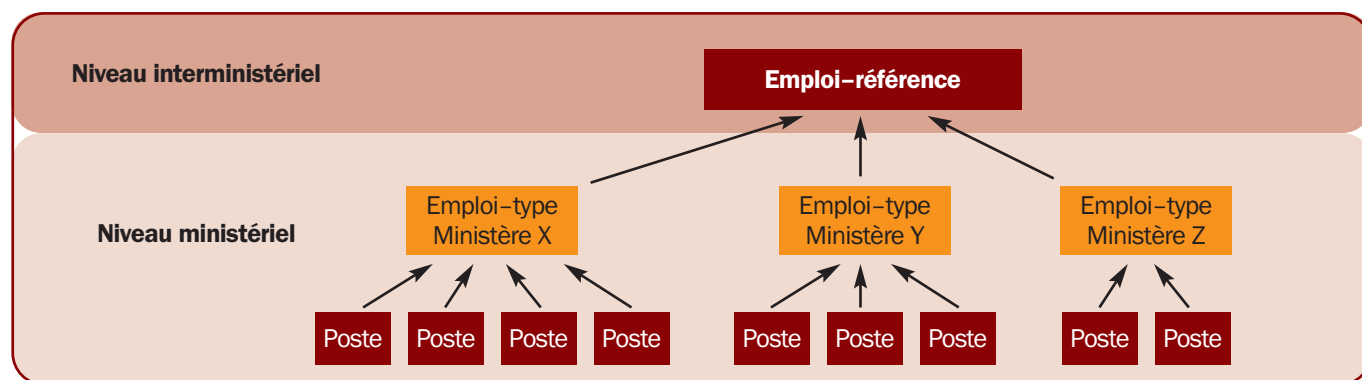 Niveau interministériel
Emploi–référence
Emploi–type
Ministère X
Emploi–type
Ministère Y
Emploi–type
Ministère Z
Niveau ministériel
Poste
Poste
Poste
Poste
Poste
Poste
Poste
Poste
Poste